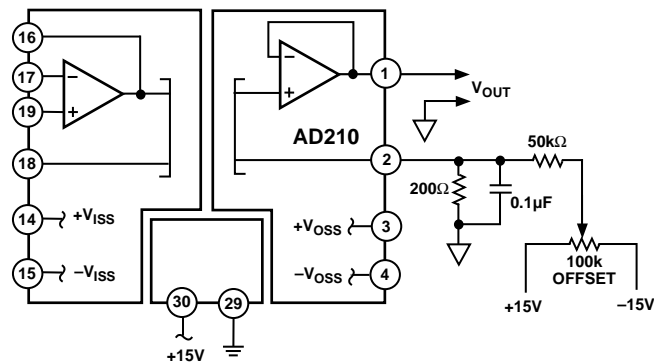 16
17
−
19
+
18
14
+VISS
15
−VISS
−
+
1
VOUT
AD210
2
50kΩ
200Ω
0.1µF
+VOSS
3
−VOSS
4
100k
OFFSET
+15V
−15V
30
29
+15V